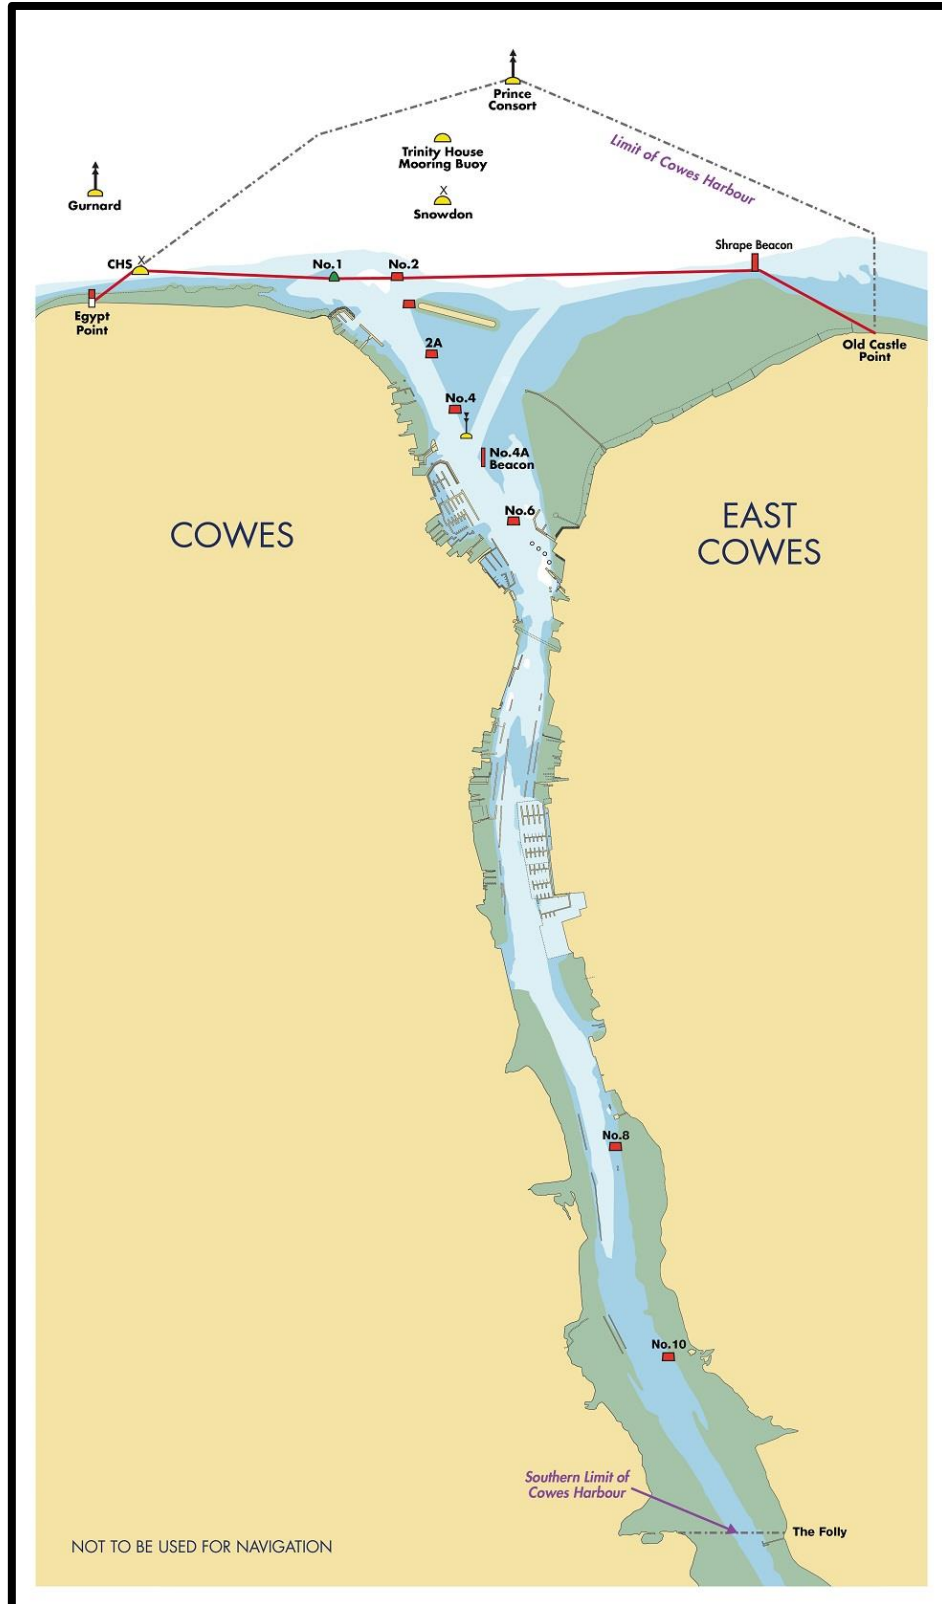 Prince
Consort
Limit of Cowes Harbour
Trinity House
Mooring Buoy
Gurnard
X
Snowdon
Shrape Beacon
CHS
X
No.1
No.2
Egypt
Point
2A
Old Castle
Point
No.4
No.4A
Beacon
No.6
COWES
EAST
COWES
No.8
No.10
Southern Limit of
Cowes Harbour
The Folly
NOT TO BE USED FOR NAVIGATION